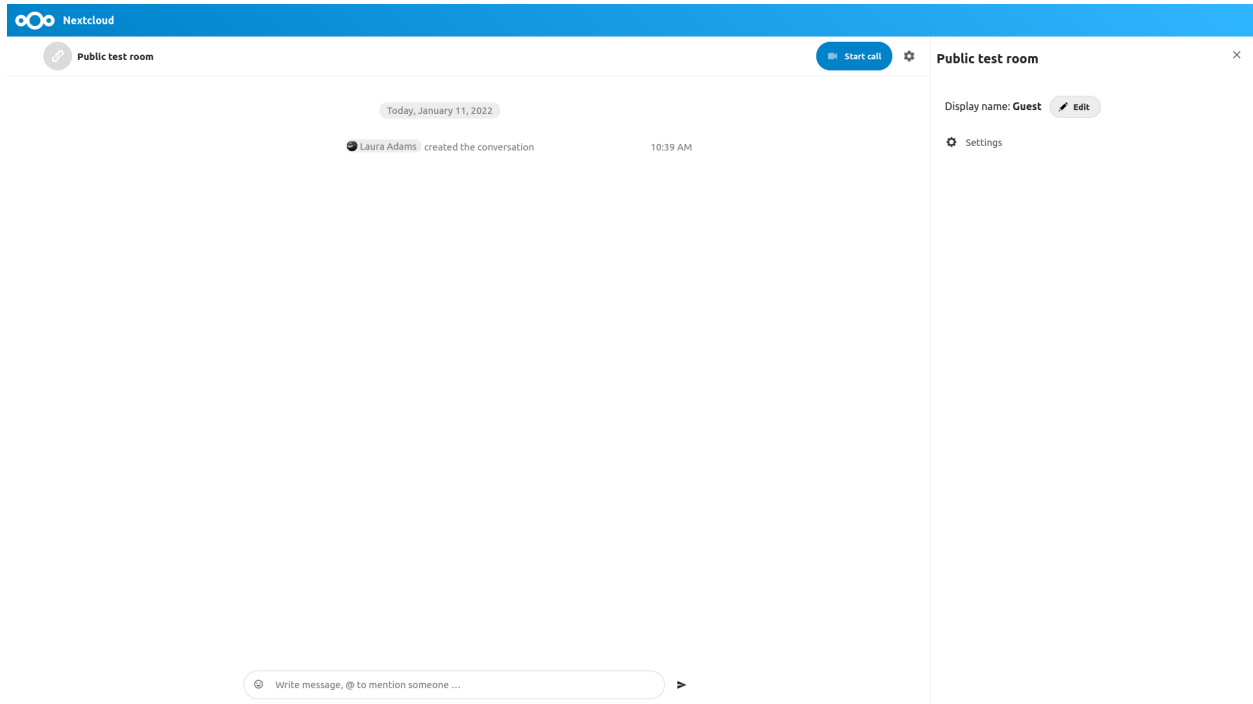 Nextcloud
Public test room
Start call
Public test room
Today, January 11, 2022
Display name: Guest
Edit
Laura Adams created the conversation 10:39 AM
Settings
Write message, @ to mention someone ...